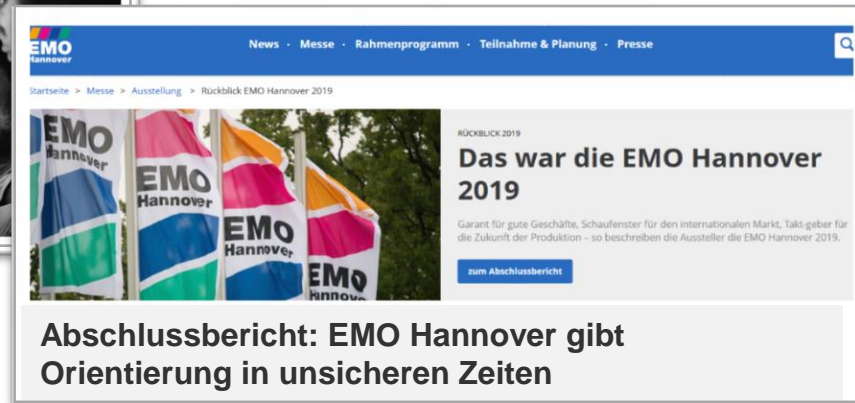 EMO
Hannover
News · Messe · Rahmenprogramm · Teilnahme & Planung · Presse
Startseite > Messe > Ausstellung > Rückblick EMO Hannover 2019
EMO
Hannover
EMO
Hannover
EMO
Hannover
EMO
Hannove
RÜCKBLICK 2019
Das war die EMO Hannover
2019
Garant für gute Geschäfte, Schaufenster für den internationalen Markt, Takt-geber für
die Zukunft der Produktion – so beschreiben die Aussteller die EMO Hannover 2019.
zum Abschlussbericht
Abschlussbericht: EMO Hannover gibt
Orientierung in unsicheren Zeiten